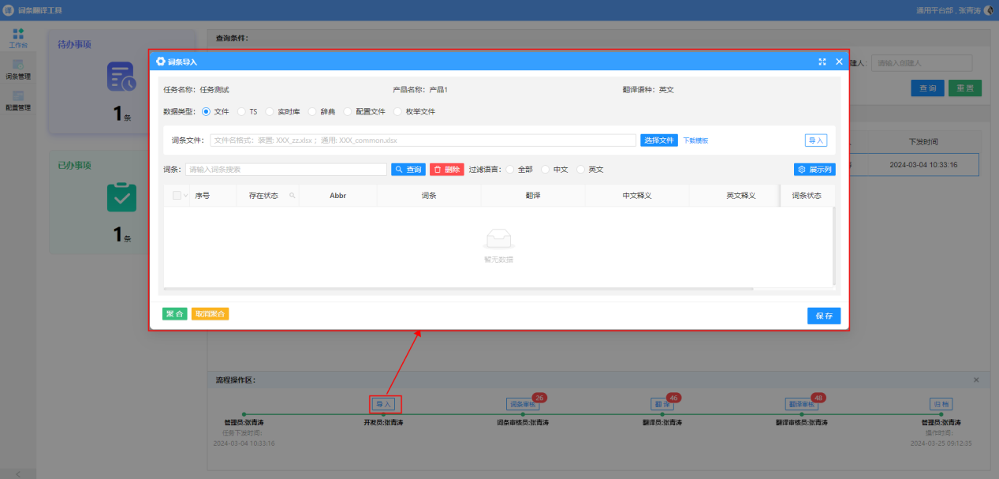 译 词条翻译工具
通用平台部 , 张青涛
工作台
词条管理
配置管理
待办事项
1 条
已办事项
1 条
查询条件:
建人: 请输入创建人
查 询 重 置
下发时间
2024-03-04 10:33:16
词条导入
任务名称: 任务测试 产品名称: 产品1 翻译语种: 英文
数据类型: 文件 TS 实时库 辞典 配置文件 枚举文件
词条文件: 文件名格式: 装置: XXX_zz.xlsx ; 通用: XXX_common.xlsx 选择文件 下载模板 导 入
词条: 请输入词条搜索 查询 删除 过滤语言: 全部 中文 英文 展示列
序号 存在状态 Abbr 词条 翻译 中文释义 英文释义 词条状态
暂无数据
聚 合 取消聚合 保 存
流程操作区:
导 入 词条审核 26 翻 译 46 翻译审核 48 归 档
管理员:张青涛 开发员:张青涛 词条审核员:张青涛 翻译员:张青涛 翻译审核员:张青涛 管理员:张青涛
任务下发时间: 操作时间:
2024-03-04 10:33:16 2024-03-25 09:12:35